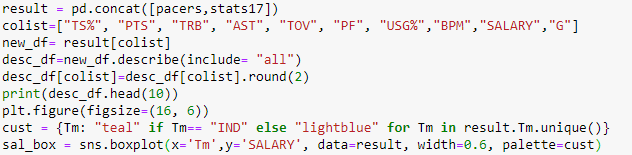 result = pd.concat([pacers,stats17])
colist=["TS%", "PTS", "TRB", "AST", "TOV", "PF", "USG%","BPM","SALARY","G"]
new_df= result[colist]
desc_df=new_df.describe(include= "all")
desc_df[colist]=desc_df[colist].round(2)
print(desc_df.head(10))
plt.figure(figsize=(16, 6))
cust = {Tm: "teal" if Tm== "IND" else "lightblue" for Tm in result.Tm.unique()}
sal_box = sns.boxplot(x='Tm',y='SALARY', data=result, width=0.6, palette=cust)